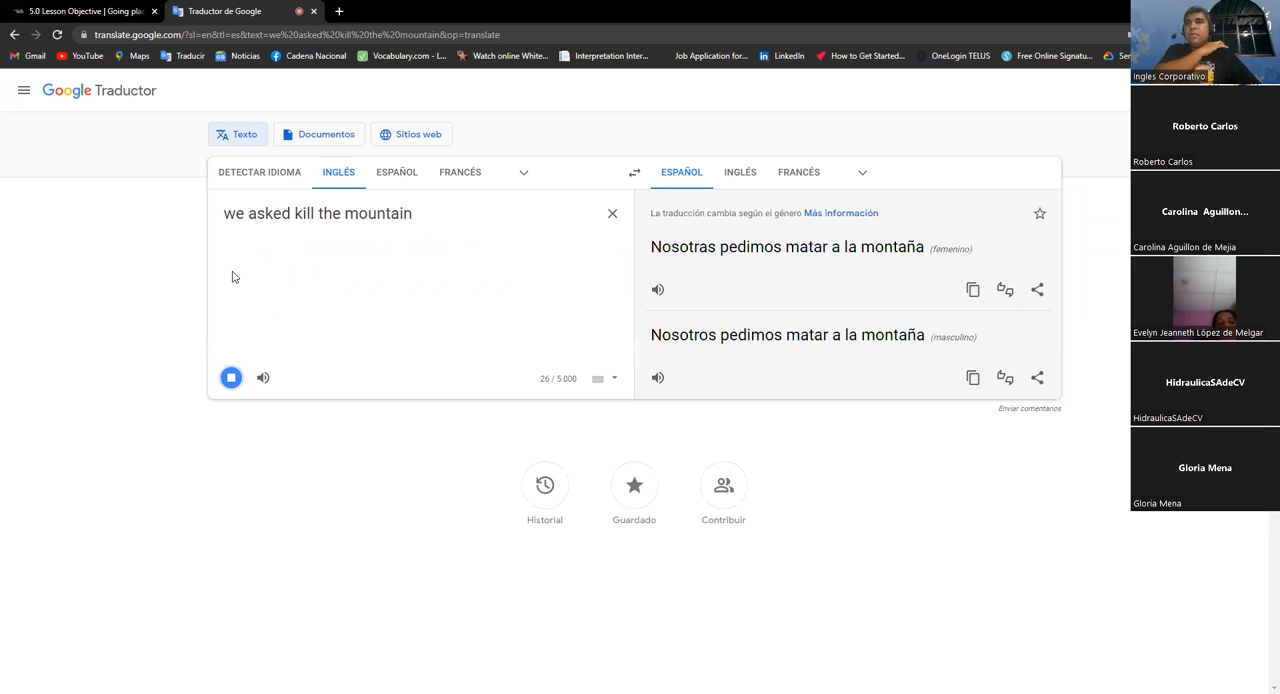 5.0 Lesson Objective | Going pla
Traductor de Google
translate.google.com/?sl=en&tl=es&text=we%20asked%20kill%20the%20mountain&op=translate
Gmail
YouTube
Maps
Traducir
Noticias
Cadena Nacional
Vocabulary.com - L...
Watch online White...
Interpretation Inter...
Job Application for...
LinkedIn
How to Get Started...
OneLogin TELUS
Free Online Signatu...
Ser
Google Traductor
Texto
Documentos
Sitios web
DETECTAR IDIOMA
INGLÉS
ESPAÑOL
FRANCÉS
ESPAÑOL
INGLÉS
FRANCÉS
we asked kill the mountain
La traducción cambia según el género Más información
Nosotras pedimos matar a la montaña (femenino)
Nosotros pedimos matar a la montaña (masculino)
26 / 5.000
Enviar comentarios
Historial
Guardado
Contribuir
Ingles Corporativo
Roberto Carlos
Roberto Carlos
Carolina Aguillon...
Carolina Aguillon de Mejia
Evelyn Jeanneth López de Melgar
HidraulicaSAdeCV
HidraulicaSAdeCV
Gloria Mena
Gloria Mena